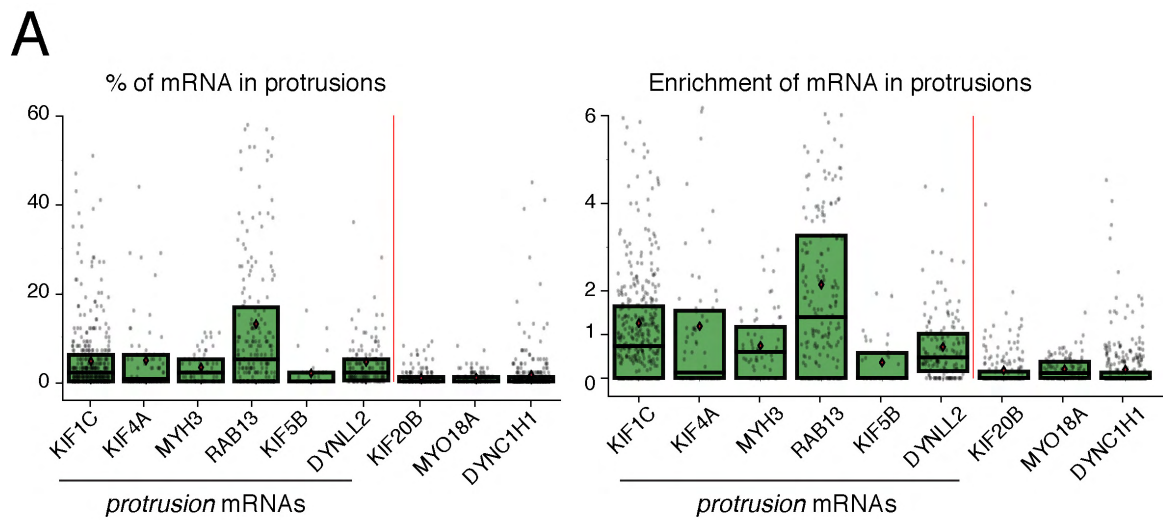 A
% of mRNA in protrusions
60
40
20
0
KIF1C
KIF4A
MYH3
RAB13
KIF5B
DYNLL2
KIF20B
MYO18A
DYNC1H1
protrusion mRNAs
Enrichment of mRNA in protrusions
6
4
2
1
0
KIF1C
KIF4A
MYH3
RAB13
KIF5B
DYNLL2
KIF20B
MYO18A
DYNC1H1
protrusion mRNAs